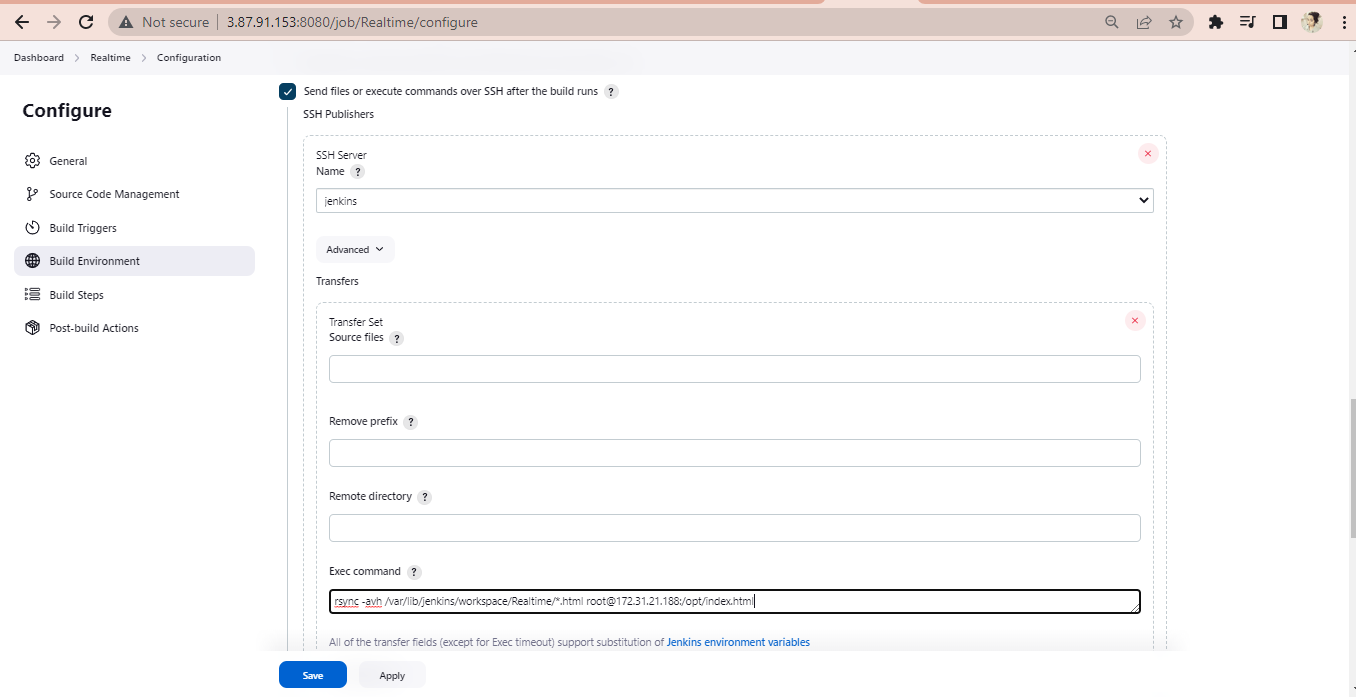 Not secure 3.87.91.153:8080/job/Realtime/configure
Dashboard Realtime Configuration
Configure
General
Source Code Management
Build Triggers
Build Environment
Build Steps
Post-build Actions
Send files or execute commands over SSH after the build runs ?
SSH Publishers
SSH Server
Name ?
jenkins
Advanced
Transfers
Transfer Set
Source files ?
Remove prefix ?
Remote directory ?
Exec command ?
rsync -avh /var/lib/jenkins/workspace/Realtime/*.html root@172.31.21.188:/opt/index.html
All of the transfer fields (except for Exec timeout) support substitution of Jenkins environment variables
Save Apply